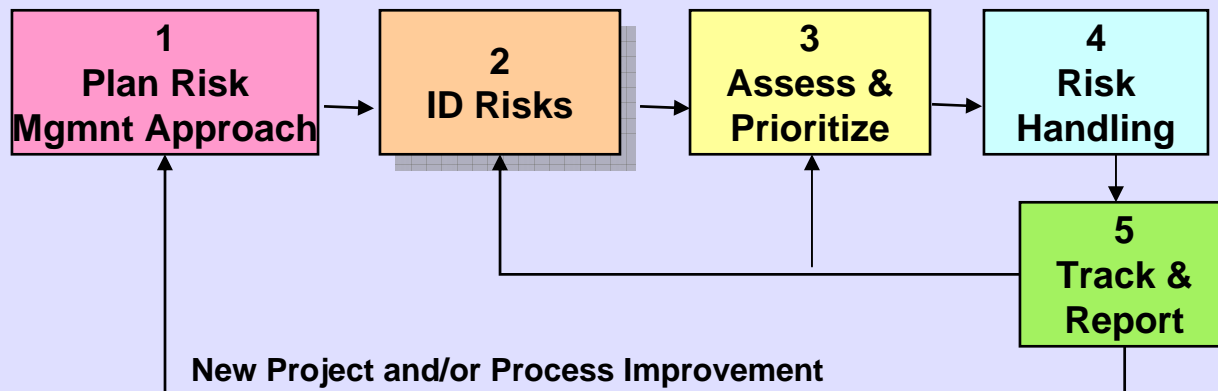 1
Plan Risk
Mgmnt Approach
2
ID Risks
3
Assess &
Prioritize
4
Risk
Handling
5
Track &
Report
New Project and/or Process Improvement